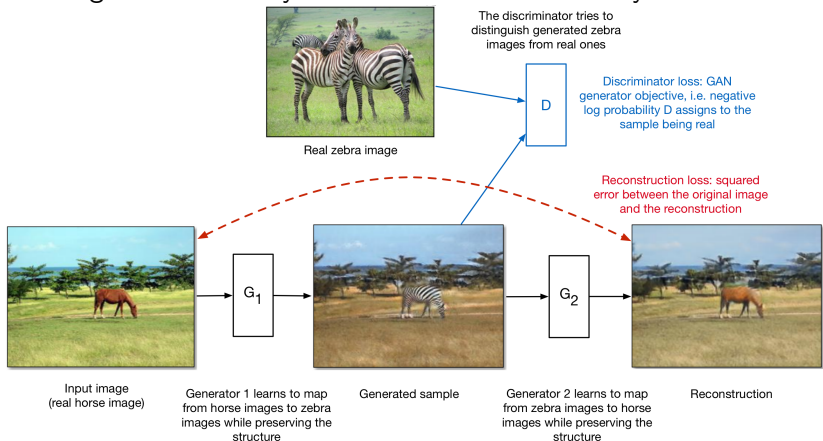 The discriminator tries to
distinguish generated zebra
images from real ones
D
Discriminator loss: GAN
generator objective, i.e. negative
log probability D assigns to the
sample being real
Real zebra image
Reconstruction loss: squared
error between the original image
and the reconstruction
G1
G2
Input image
(real horse image)
Generator 1 learns to map
from horse images to zebra
images while preserving the
structure
Generated sample
Generator 2 learns to map
from zebra images to horse
images while preserving the
structure
Reconstruction